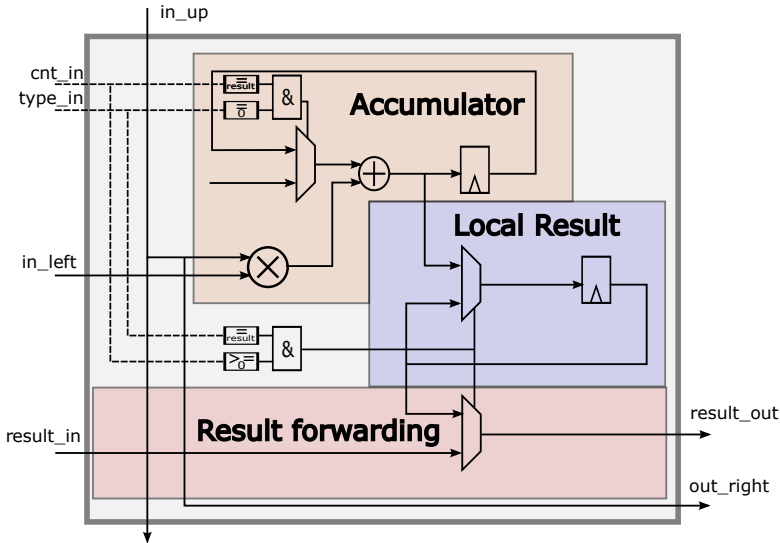 in_up
cnt_in
type_in
=
result
=
0
&
Accumulator
Local Result
in_left
=
result
>=
0
&
result_in
Result forwarding
result_out
out_right